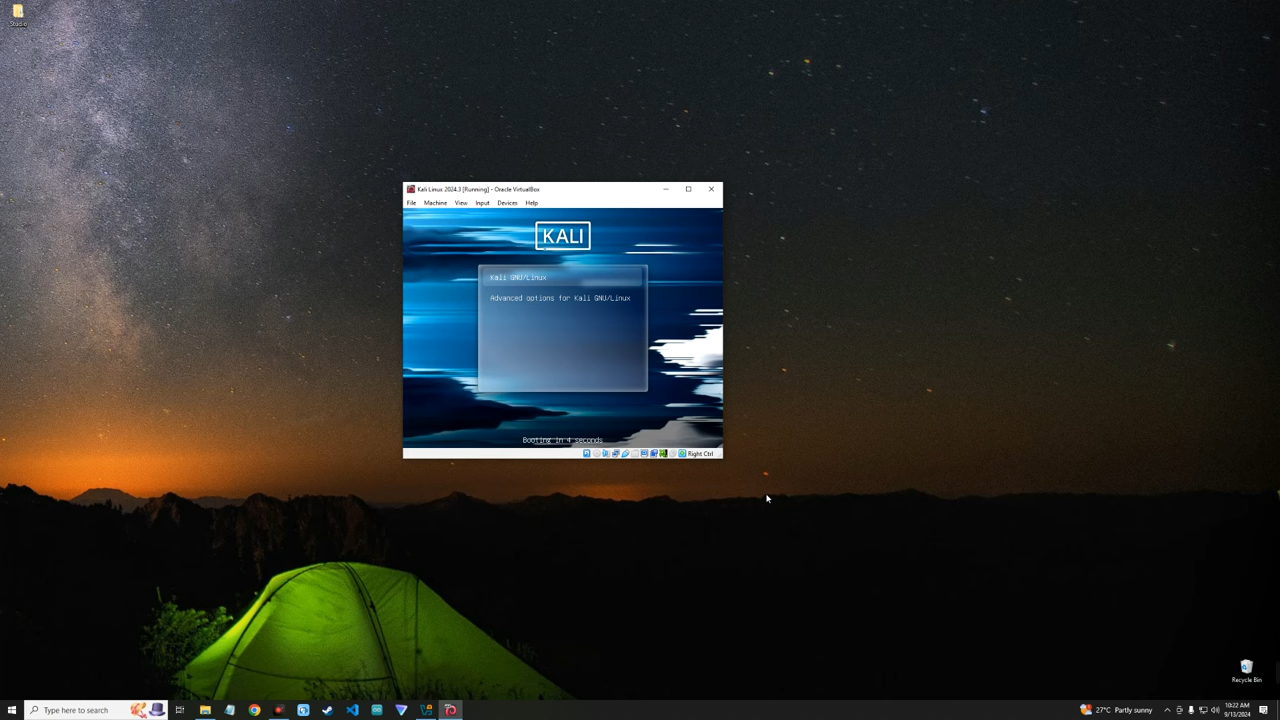 Studio
Kali Linux 2024.3 [Running] - Oracle VirtualBox
File Machine View Input Devices Help
KALI
Kali GNU/Linux
Advanced options for Kali GNU/Linux
Booting in 4 seconds
Right Ctrl
Recycle Bin
Type here to search
27°C Partly sunny
10:22 AM
9/13/2024